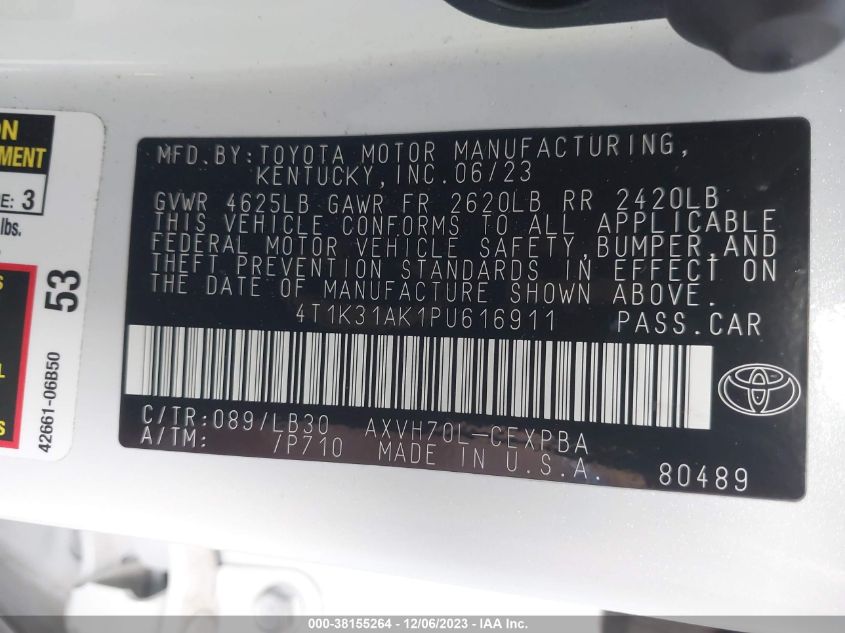 ON
MENT
E: 3
lbs.
S
L
S
53
42661-06B50
MFD. BY: TOYOTA MOTOR MANUFACTURING,
KENTUCKY, INC. 06/23
GVWR 4625LB GAWR FR 2620LB RR 2420LB
THIS VEHICLE CONFORMS TO ALL APPLICABLE
FEDERAL MOTOR VEHICLE SAFETY, BUMPER, AND
THEFT PREVENTION STANDARDS IN EFFECT ON
THE DATE OF MANUFACTURE SHOWN ABOVE.
4T1K31AK1PU616911 PASS.CAR
C/TR: 089/LB30 AXVH70L-CEXPBA
A/TM: /P710 MADE IN U.S.A. 80489
000-38155264 - 12/06/2023 - IAA Inc.